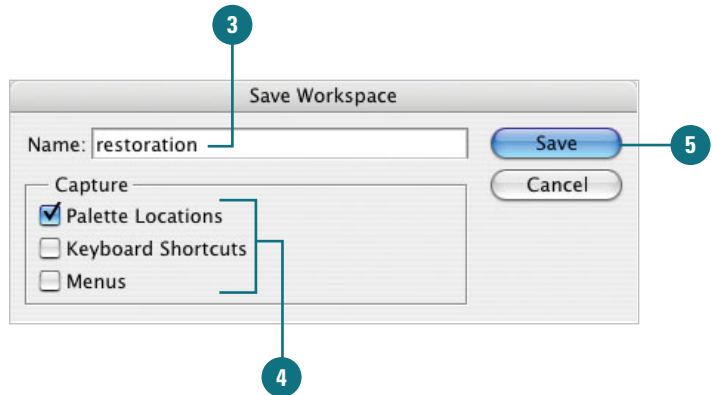 3
Save Workspace
Name: restoration
Save
5
Capture
Cancel
Palette Locations
Keyboard Shortcuts
Menus
4